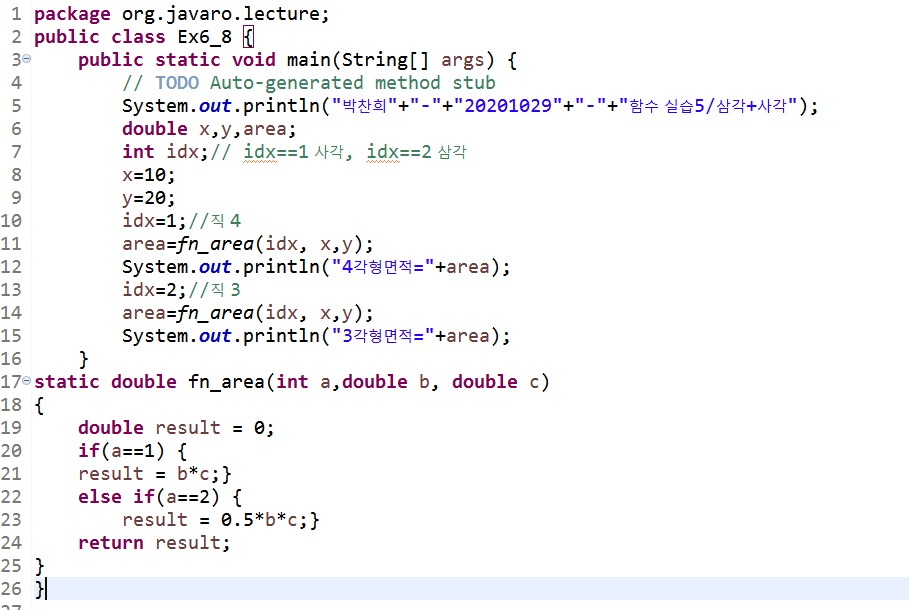 1 package org.javaro.lecture;
2 public class Ex6_8 {
3 public static void main(String[] args) {
4 // TODO Auto-generated method stub
5 System.out.println("박찬희"+"-"+"20201029"+"-"+"함수 실습5/삼각+사각");
6 double x,y,area;
7 int idx;// idx==1 사각, idx==2 삼각
8 x=10;
9 y=20;
10 idx=1;//직 4
11 area=fn_area(idx, x,y);
12 System.out.println("4각형면적="+area);
13 idx=2;//직 3
14 area=fn_area(idx, x,y);
15 System.out.println("3각형면적="+area);
16 }
17 static double fn_area(int a,double b, double c)
18 {
19 double result = 0;
20 if(a==1) {
21 result = b*c;}
22 else if(a==2) {
23 result = 0.5*b*c;}
24 return result;
25 }
26 }
27